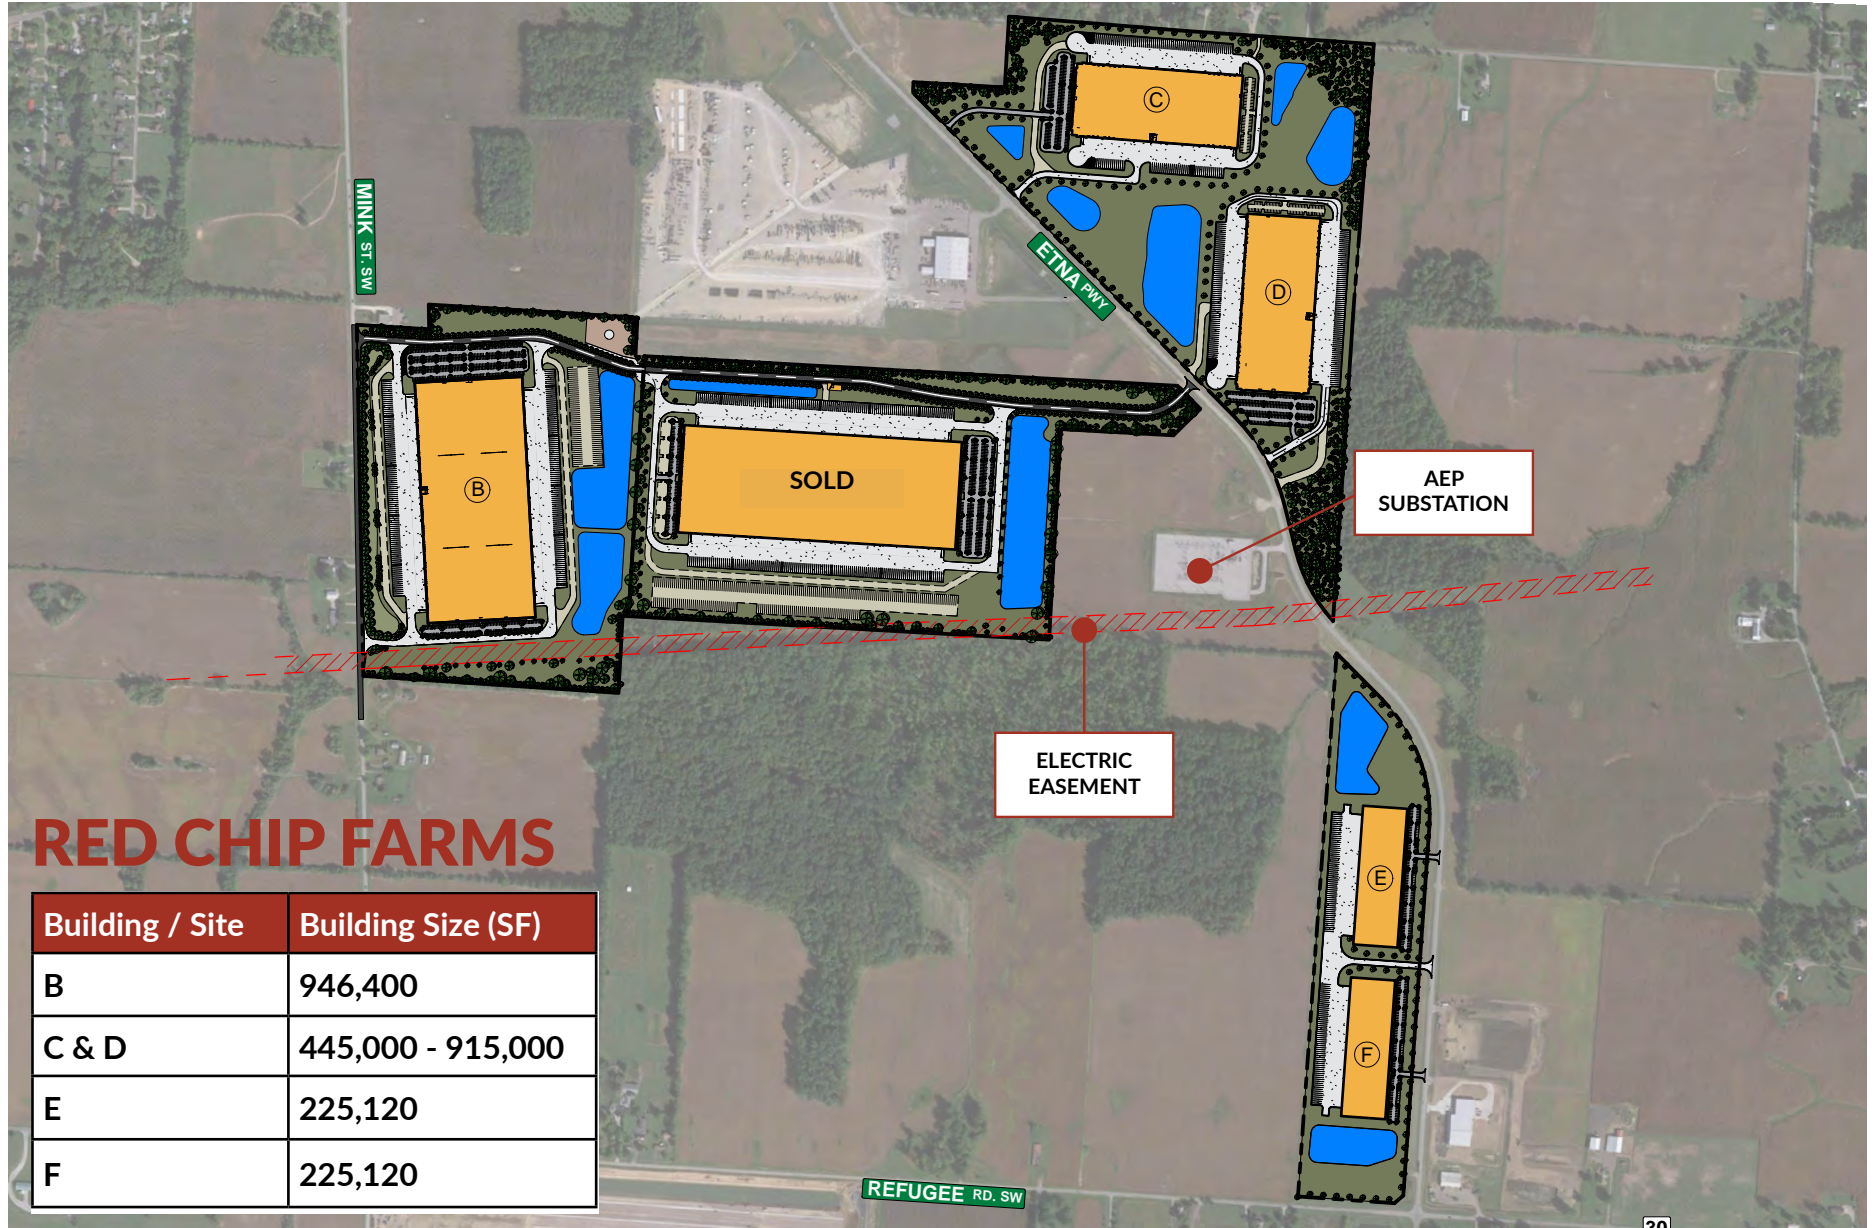 C
MINK ST. SW
ETNA PWY
D
B
SOLD
AEP
SUBSTATION
ELECTRIC
EASEMENT
RED CHIP FARMS
Building / Site Building Size (SF)
B 946,400
C & D 445,000 - 915,000
E 225,120
F 225,120
E
F
REFUGEE RD. SW